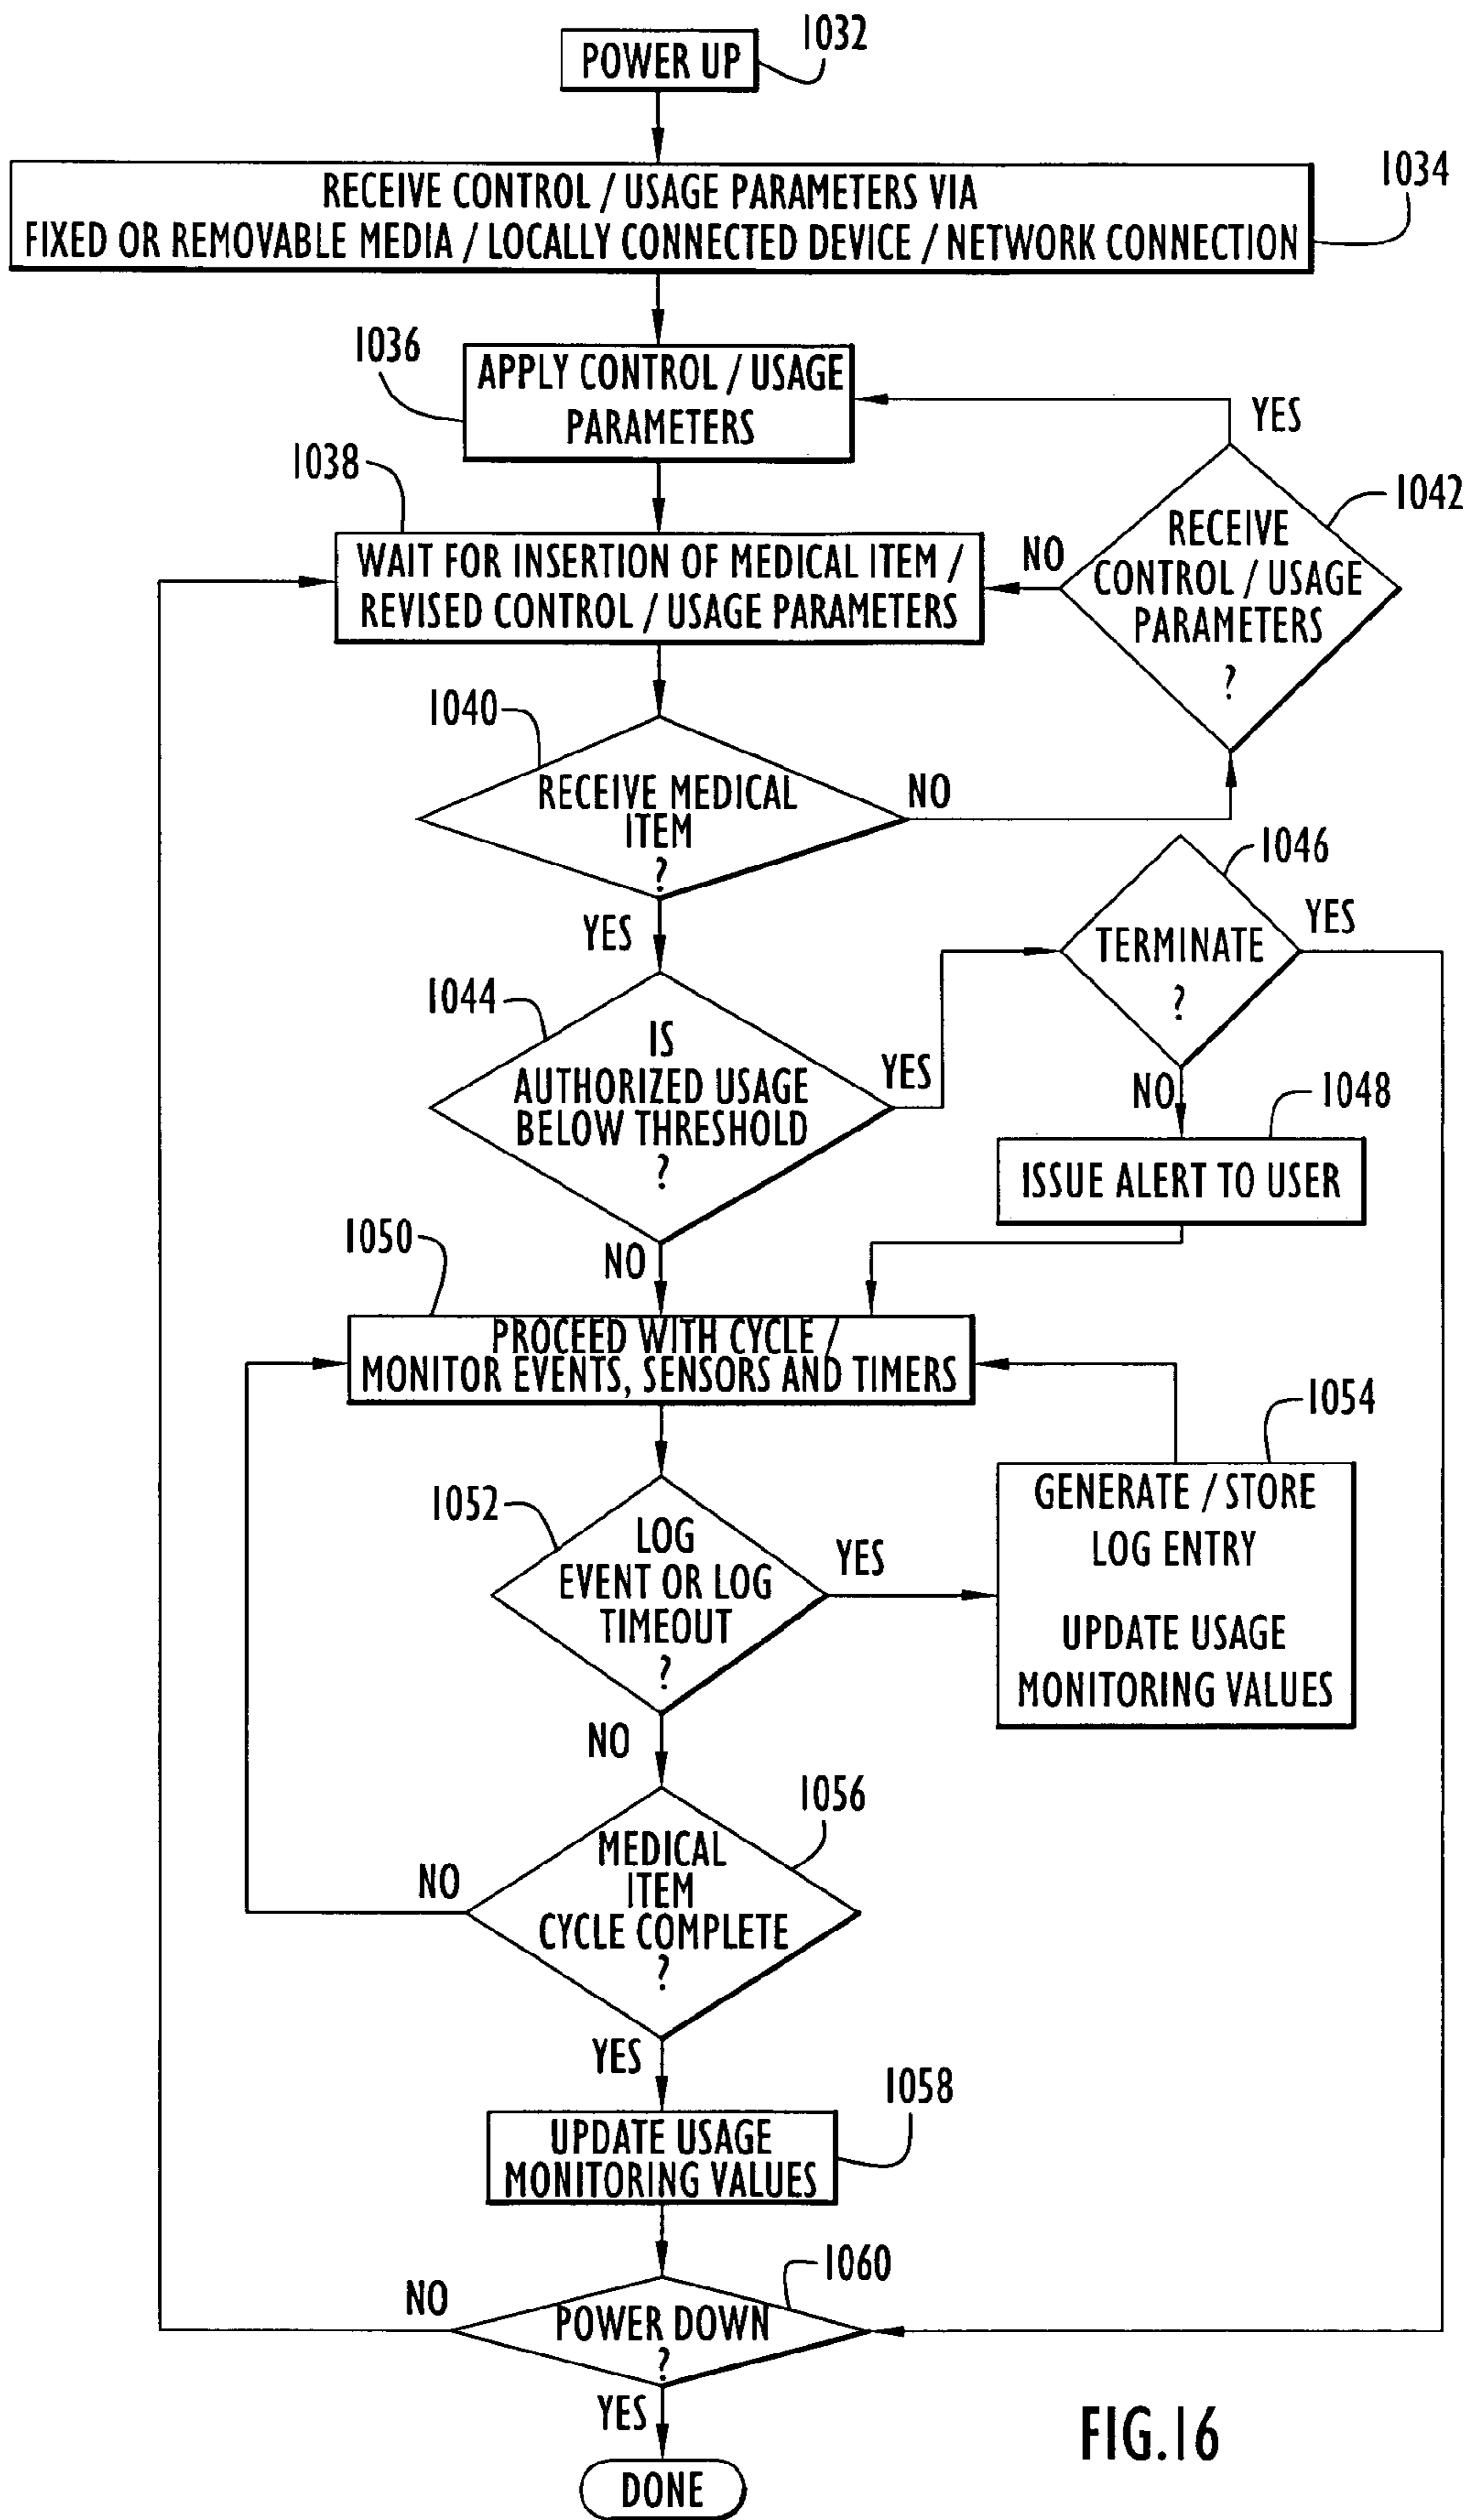 1032
POWER UP
1034
RECEIVE CONTROL / USAGE PARAMETERS VIA
FIXED OR REMOVABLE MEDIA / LOCALLY CONNECTED DEVICE / NETWORK CONNECTION
1036
APPLY CONTROL / USAGE
PARAMETERS
YES
1038
1042
WAIT FOR INSERTION OF MEDICAL ITEM /
REVISED CONTROL / USAGE PARAMETERS
NO
RECEIVE
CONTROL / USAGE
PARAMETERS
?
1040
RECEIVE MEDICAL
ITEM
?
NO
YES
1046
TERMINATE
?
YES
1044
IS
AUTHORIZED USAGE
BELOW THRESHOLD
?
YES
NO
1048
ISSUE ALERT TO USER
NO
1050
PROCEED WITH CYCLE /
MONITOR EVENTS, SENSORS AND TIMERS
1054
1052
LOG
EVENT OR LOG
TIMEOUT
?
YES
GENERATE / STORE
LOG ENTRY
UPDATE USAGE
MONITORING VALUES
NO
1056
MEDICAL
ITEM
CYCLE COMPLETE
?
NO
YES
1058
UPDATE USAGE
MONITORING VALUES
1060
NO
POWER DOWN
?
YES
DONE
FIG.16